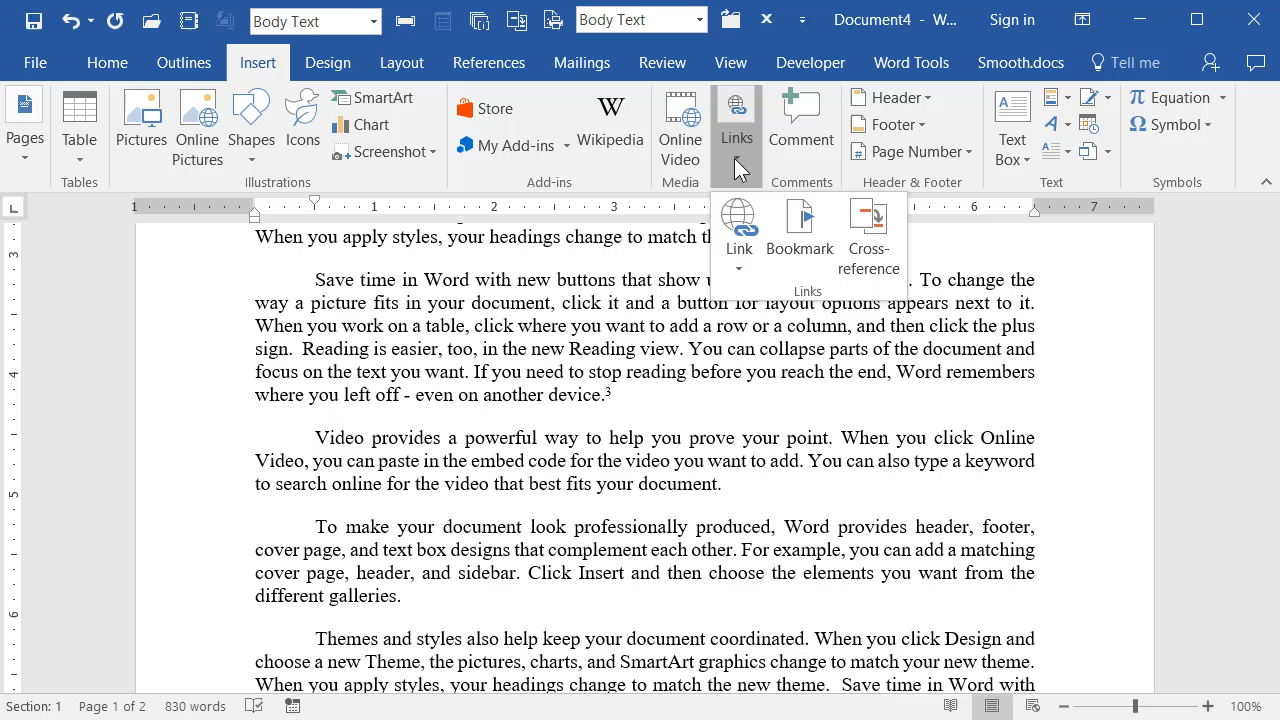 Body Text
Body Text
Document4 - W...
Sign in
File
Home
Outlines
Insert
Design
Layout
References
Mailings
Review
View
Developer
Word Tools
Smooth.docs
Tell me
Pages
Table
Pictures
Online
Pictures
Shapes
Icons
SmartArt
Chart
Screenshot
Store
My Add-ins
W
Wikipedia
Online
Video
Links
Comment
Header
Footer
Page Number
Text
Box
Equation
Symbol
Tables
Illustrations
Add-ins
Media
Comments
Header & Footer
Text
Symbols
Link
Bookmark
Cross-
reference
Links
1 1 2 3 6 7
3
4
5
6
When you apply styles, your headings change to match th
Save time in Word with new buttons that show u . To change the
way a picture fits in your document, click it and a button for layout options appears next to it.
When you work on a table, click where you want to add a row or a column, and then click the plus
sign.  Reading is easier, too, in the new Reading view. You can collapse parts of the document and
focus on the text you want. If you need to stop reading before you reach the end, Word remembers
where you left off - even on another device.³
Video provides a powerful way to help you prove your point. When you click Online
Video, you can paste in the embed code for the video you want to add. You can also type a keyword
to search online for the video that best fits your document.
To make your document look professionally produced, Word provides header, footer,
cover page, and text box designs that complement each other. For example, you can add a matching
cover page, header, and sidebar. Click Insert and then choose the elements you want from the
different galleries.
Themes and styles also help keep your document coordinated. When you click Design and
choose a new Theme, the pictures, charts, and SmartArt graphics change to match your new theme.
When you apply styles, your headings change to match the new theme.  Save time in Word with
Section: 1
Page 1 of 2
830 words
100%